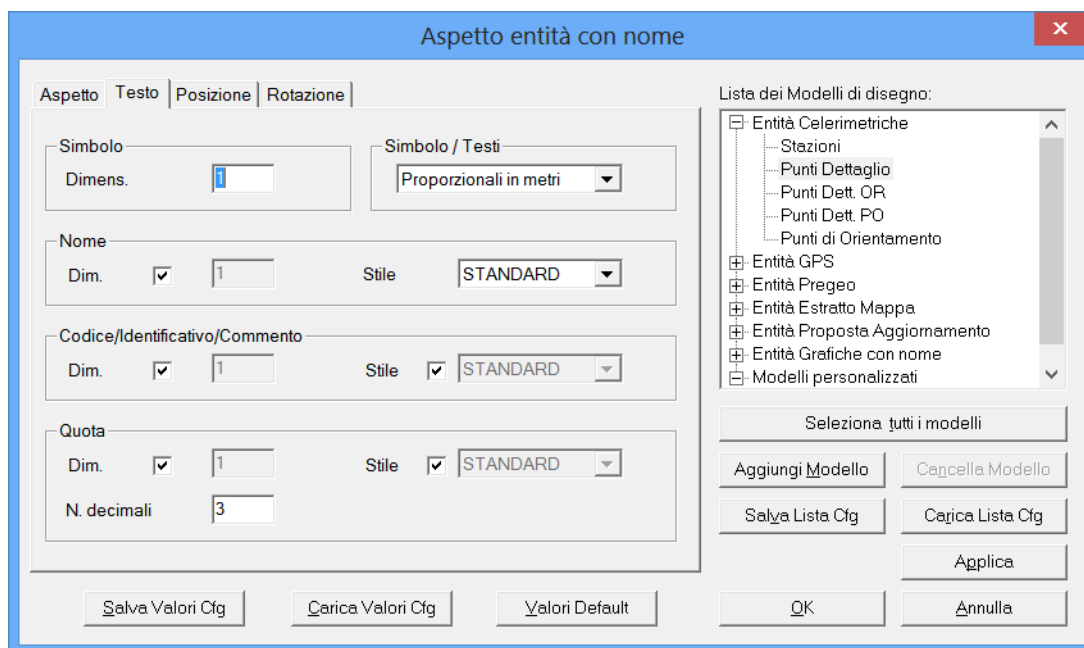 Aspetto entità con nome
Aspetto Testo Posizione Rotazione
Simbolo
Dimens. 1
Simbolo / Testi
Proporzionali in metri
Nome
Dim. 1 Stile STANDARD
Codice/Identificativo/Commento
Dim. 1 Stile STANDARD
Quota
Dim. 1 Stile STANDARD
N. decimali 3
Salva Valori Cfg Carica Valori Cfg Valori Default
Lista dei Modelli di disegno:
Entità Celerimetriche
Stazioni
Punti Dettaglio
Punti Dett. OR
Punti Dett. PO
Punti di Orientamento
Entità GPS
Entità Pregeo
Entità Estratto Mappa
Entità Proposta Aggiornamento
Entità Grafiche con nome
Modelli personalizzati
Seleziona tutti i modelli
Aggiungi Modello Cancella Modello
Salva Lista Cfg Carica Lista Cfg
Applica
OK Annulla